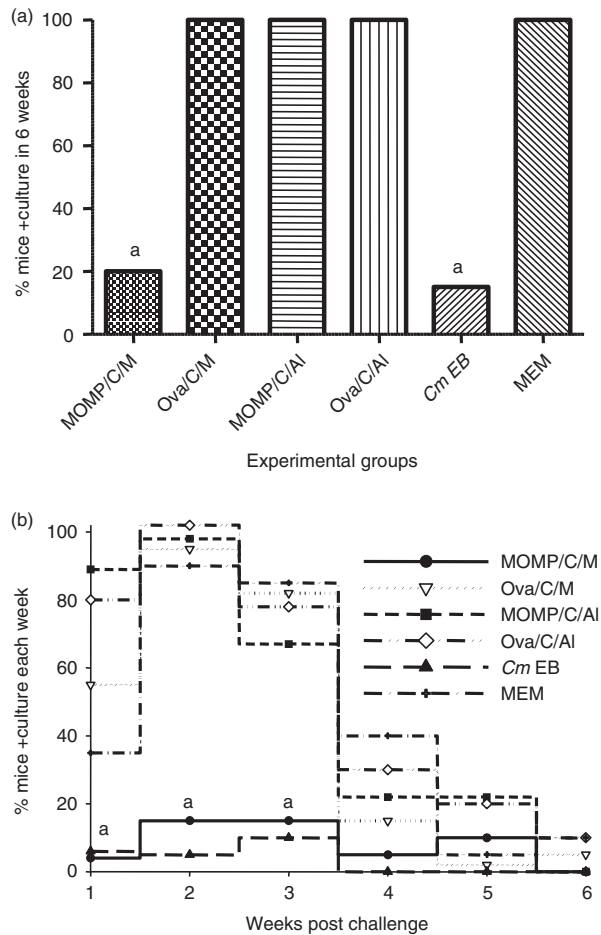 (a)
100
80
60
40
20
0
% mice +culture in 6 weeks
a
a
MOMP/C/M
Ova/C/M
MOMP/C/Al
Ova/C/Al
Cm EB
MEM
Experimental groups
(b)
100
80
60
40
20
0
% mice +culture each week
MOMP/C/M
Ova/C/M
MOMP/C/Al
Ova/C/Al
Cm EB
MEM
a
a
a
1 2 3 4 5 6
Weeks post challenge